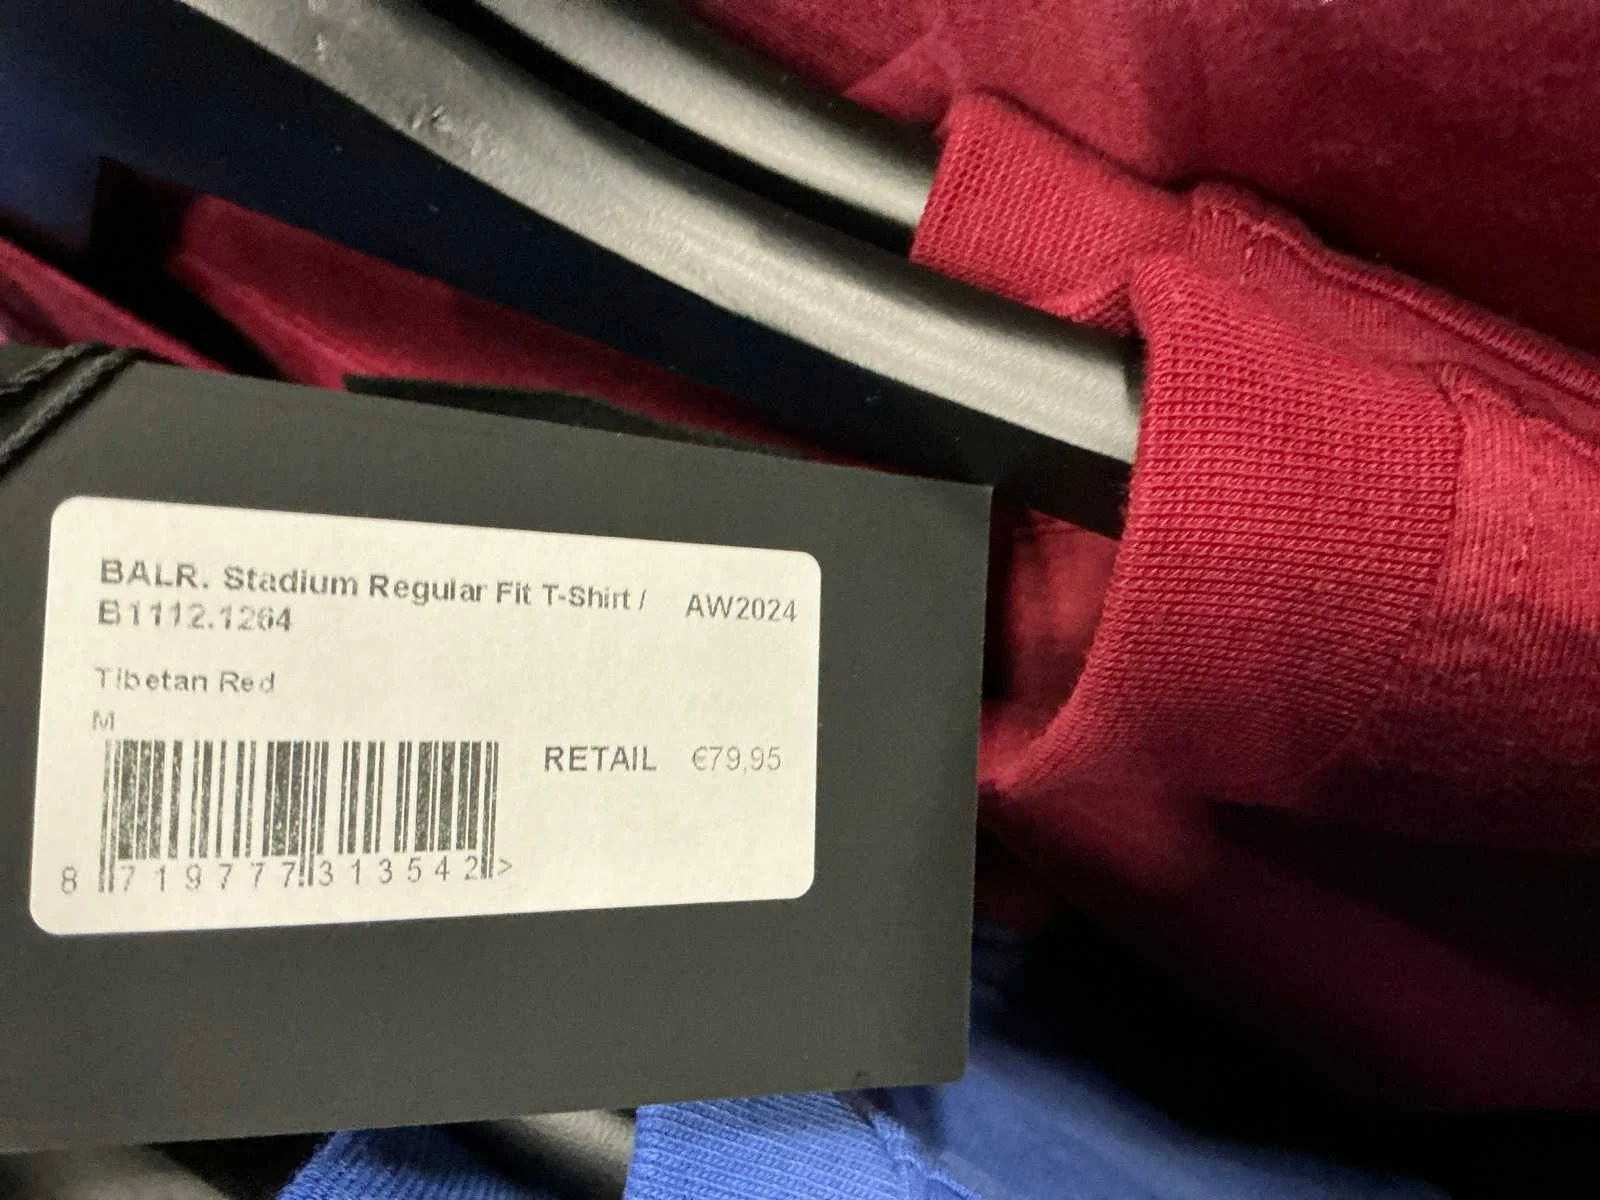 BALR. Stadium Regular Fit T-Shirt / AW2024
B1112.1264
Tibetan Red
M
RETAIL €79,95
8 719777 313542 >